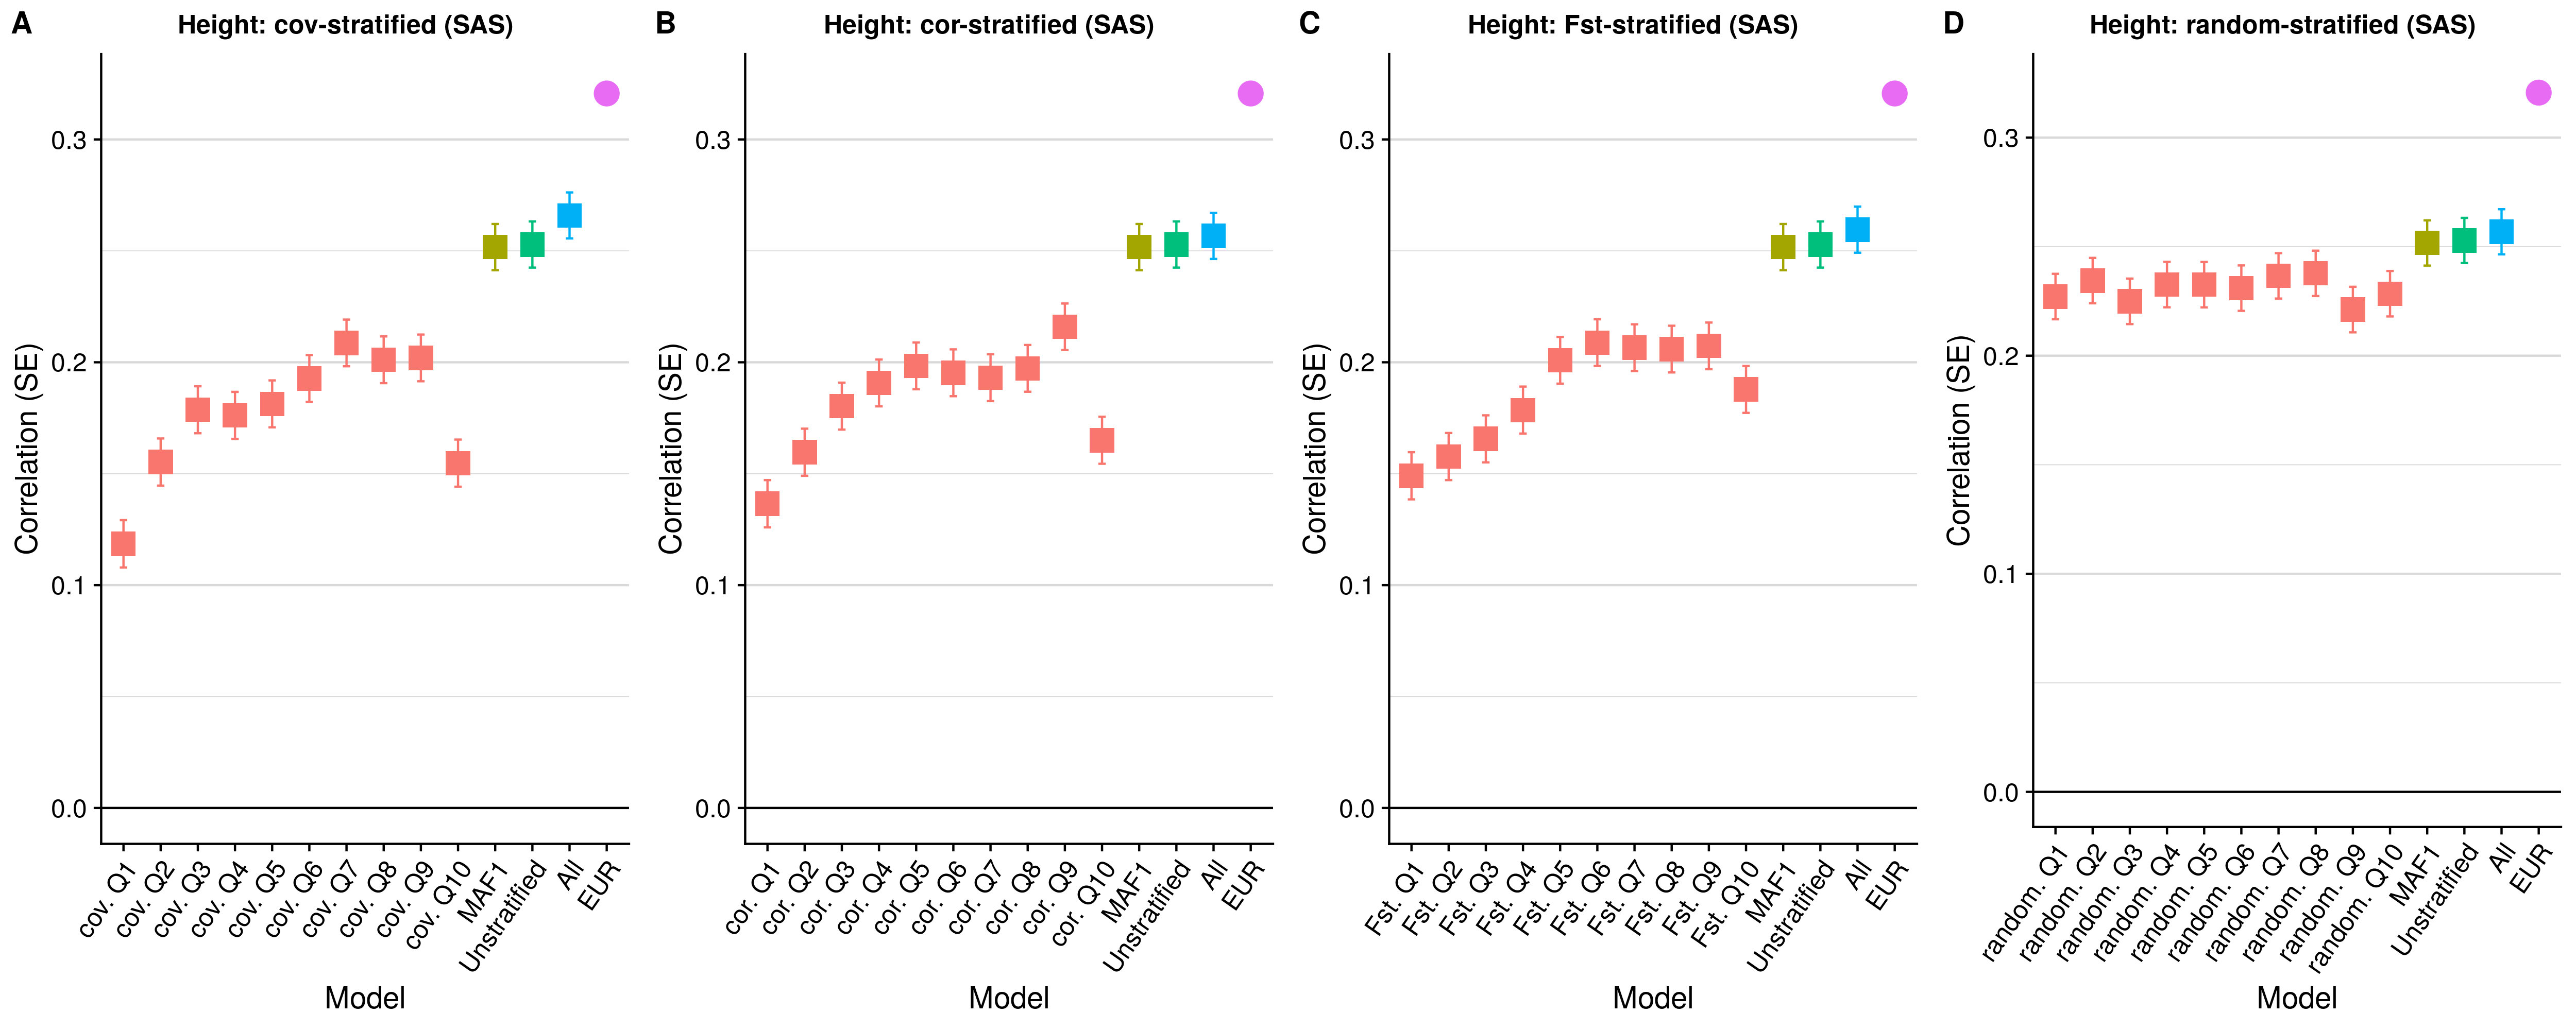 A
Height: cov-stratified (SAS)
Correlation (SE)
0.3
0.2
0.1
0.0
cov. Q1
cov. Q2
cov. Q3
cov. Q4
cov. Q5
cov. Q6
cov. Q7
cov. Q8
cov. Q9
cov. Q10
MAF1
Unstratified
All
EUR
Model
B
Height: cor-stratified (SAS)
Correlation (SE)
0.3
0.2
0.1
0.0
cor. Q1
cor. Q2
cor. Q3
cor. Q4
cor. Q5
cor. Q6
cor. Q7
cor. Q8
cor. Q9
cor. Q10
MAF1
Unstratified
All
EUR
Model
C
Height: Fst-stratified (SAS)
Correlation (SE)
0.3
0.2
0.1
0.0
Fst. Q1
Fst. Q2
Fst. Q3
Fst. Q4
Fst. Q5
Fst. Q6
Fst. Q7
Fst. Q8
Fst. Q9
Fst. Q10
MAF1
Unstratified
All
EUR
Model
D
Height: random-stratified (SAS)
Correlation (SE)
0.3
0.2
0.1
0.0
random. Q1
random. Q2
random. Q3
random. Q4
random. Q5
random. Q6
random. Q7
random. Q8
random. Q9
random. Q10
MAF1
Unstratified
All
EUR
Model